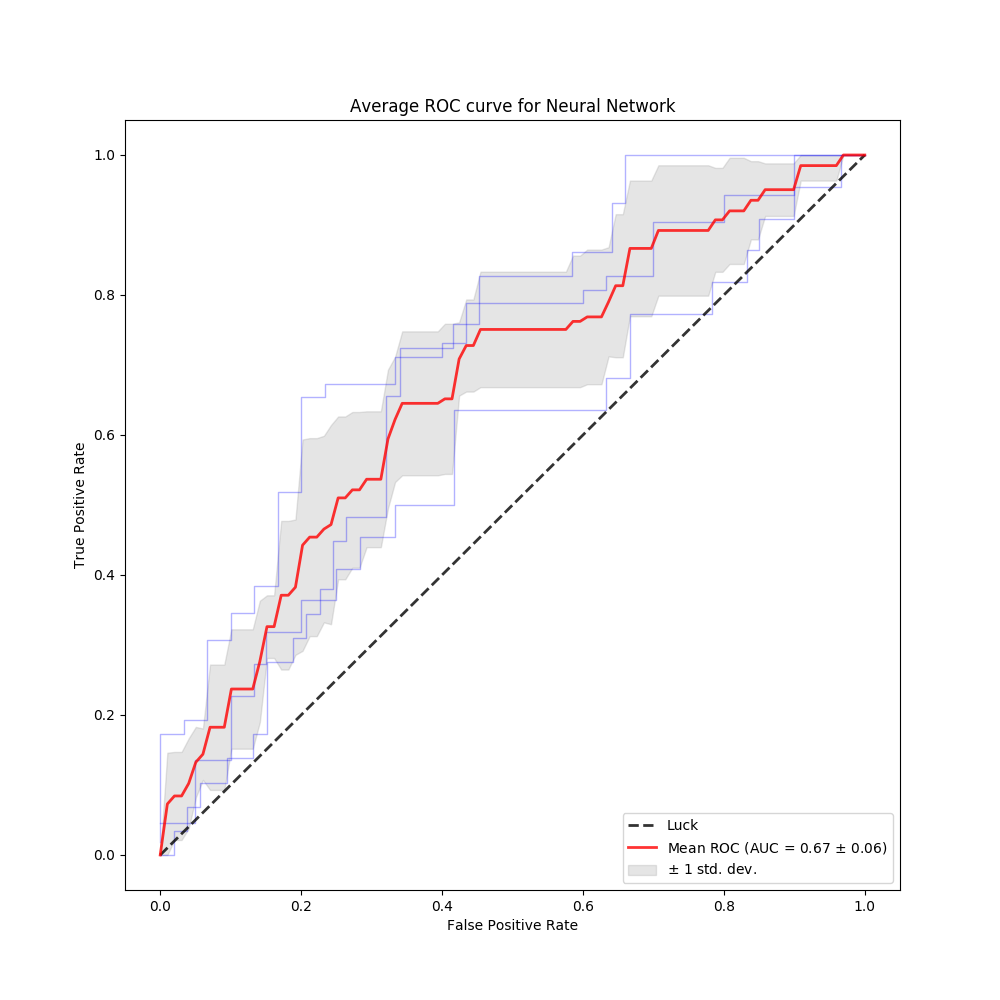 Average ROC curve for Neural Network
1.0
0.8
0.6
0.4
0.2
0.0
True Positive Rate
0.0 0.2 0.4 0.6 0.8 1.0
False Positive Rate
Luck
Mean ROC (AUC = 0.67 ± 0.06)
± 1 std. dev.